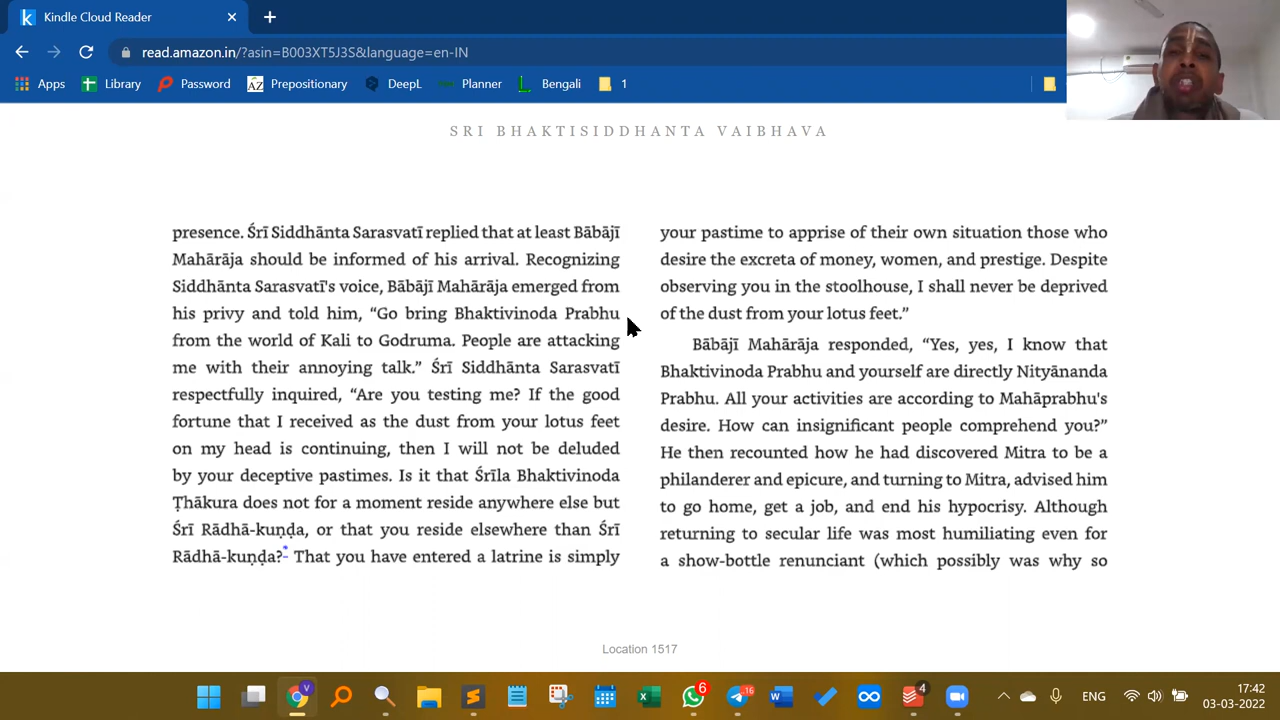 Kindle Cloud Reader
read.amazon.in/?asin=B003XT5J3S&language=en-IN
Apps Library Password AZ Prepositionary DeepL Planner Bengali 1
SRI BHAKTISIDDHANTA VAIBHAVA
presence. Śrī Siddhānta Sarasvatī replied that at least Bābājī
Mahārāja should be informed of his arrival. Recognizing
Siddhānta Sarasvatī's voice, Bābājī Mahārāja emerged from
his privy and told him, “Go bring Bhaktivinoda Prabhu
from the world of Kali to Godruma. People are attacking
me with their annoying talk.” Śrī Siddhānta Sarasvatī
respectfully inquired, “Are you testing me? If the good
fortune that I received as the dust from your lotus feet
on my head is continuing, then I will not be deluded
by your deceptive pastimes. Is it that Śrīla Bhaktivinoda
Ṭhākura does not for a moment reside anywhere else but
Śrī Rādhā-kuṇḍa, or that you reside elsewhere than Śrī
Rādhā-kuṇḍa?* That you have entered a latrine is simply
your pastime to apprise of their own situation those who
desire the excreta of money, women, and prestige. Despite
observing you in the stoolhouse, I shall never be deprived
of the dust from your lotus feet.”
Bābājī Mahārāja responded, “Yes, yes, I know that
Bhaktivinoda Prabhu and yourself are directly Nityānanda
Prabhu. All your activities are according to Mahāprabhu's
desire. How can insignificant people comprehend you?”
He then recounted how he had discovered Mitra to be a
philanderer and epicure, and turning to Mitra, advised him
to go home, get a job, and end his hypocrisy. Although
returning to secular life was most humiliating even for
a show-bottle renunciant (which possibly was why so
Location 1517
6 .16 4 ENG 17:42
03-03-2022